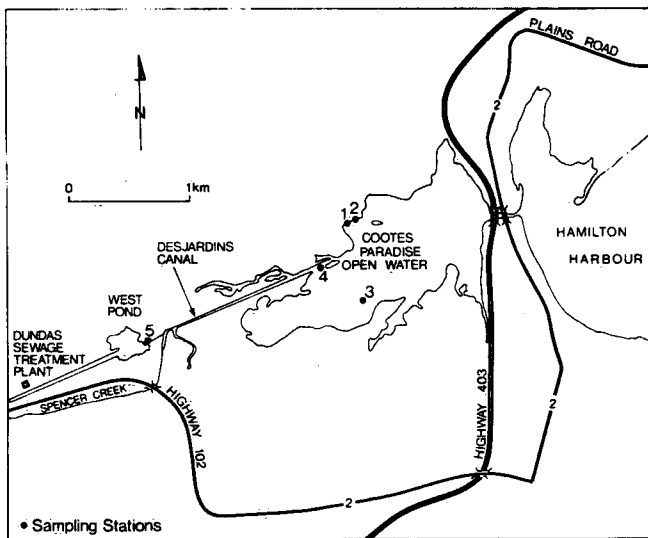 PLAINS ROAD
2
N
0 1km
1 2
DESJARDINS
CANAL
COOTES
PARADISE
OPEN WATER
HAMILTON
HARBOUR
4
3
WEST
POND
5
DUNDAS
SEWAGE
TREATMENT
PLANT
SPENCER CREEK
HIGHWAY 102
HIGHWAY 403
2
2
• Sampling Stations